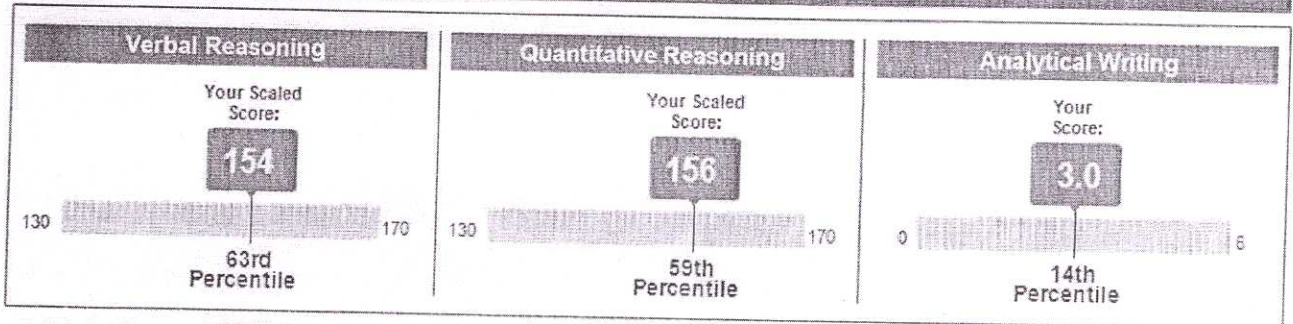 Verbal Reasoning
Your Scaled
Score:
154
130
170
63rd
Percentile
Quantitative Reasoning
Your Scaled
Score:
156
130
170
59th
Percentile
Analytical Writing
Your
Score:
3.0
0
6
14th
Percentile